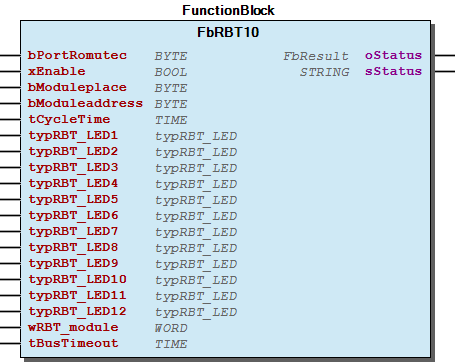 FunctionBlock
FbRBT10
bPortRomutec BYTE FbResult oStatus
xEnable BOOL STRING sStatus
bModuleplace BYTE
bModuleaddress BYTE
tCycleTime TIME
typRBT_LED1 typRBT_LED
typRBT_LED2 typRBT_LED
typRBT_LED3 typRBT_LED
typRBT_LED4 typRBT_LED
typRBT_LED5 typRBT_LED
typRBT_LED6 typRBT_LED
typRBT_LED7 typRBT_LED
typRBT_LED8 typRBT_LED
typRBT_LED9 typRBT_LED
typRBT_LED10 typRBT_LED
typRBT_LED11 typRBT_LED
typRBT_LED12 typRBT_LED
wRBT_module WORD
tBusTimeout TIME